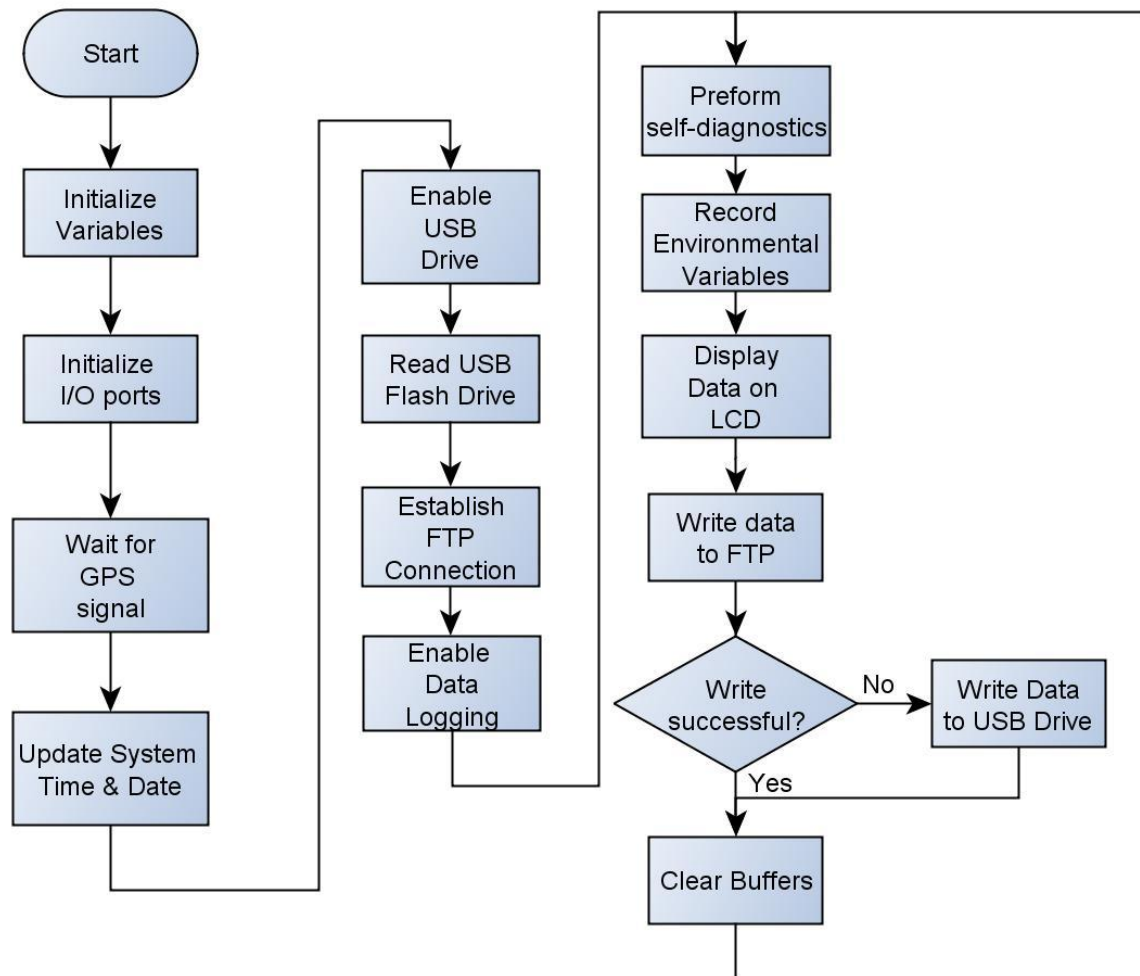 Start
Initialize
Variables
Initialize
I/O ports
Wait for
GPS
signal
Update System
Time & Date
Enable
USB
Drive
Read USB
Flash Drive
Establish
FTP
Connection
Enable
Data
Logging
Preform
self-diagnostics
Record
Environmental
Variables
Display
Data on
LCD
Write data
to FTP
Write
successful?
No
Write Data
to USB Drive
Yes
Clear Buffers